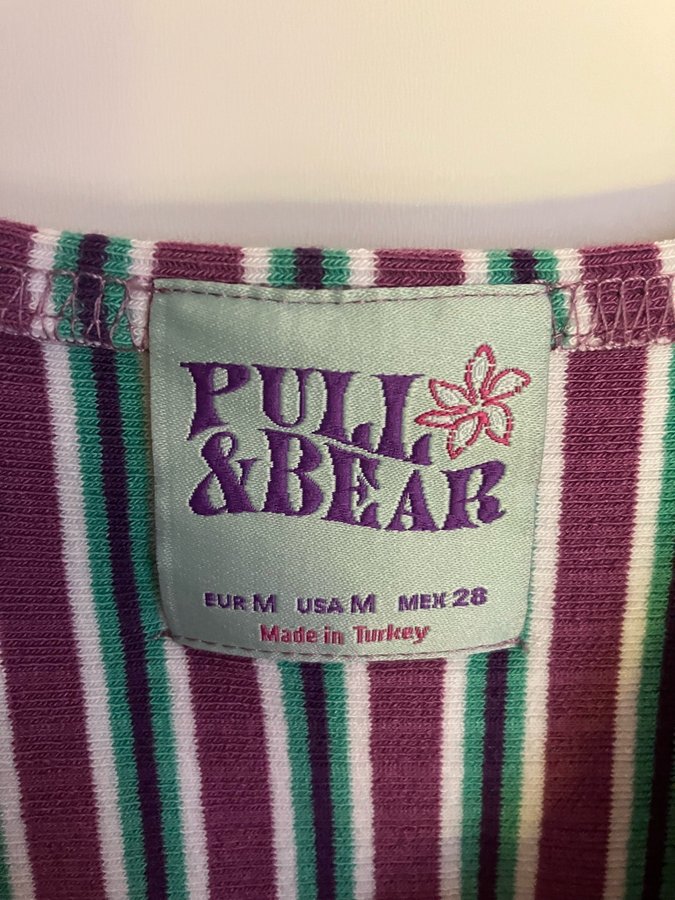 PULL
&BEAR
EUR M USA M MEX 28
Made in Turkey